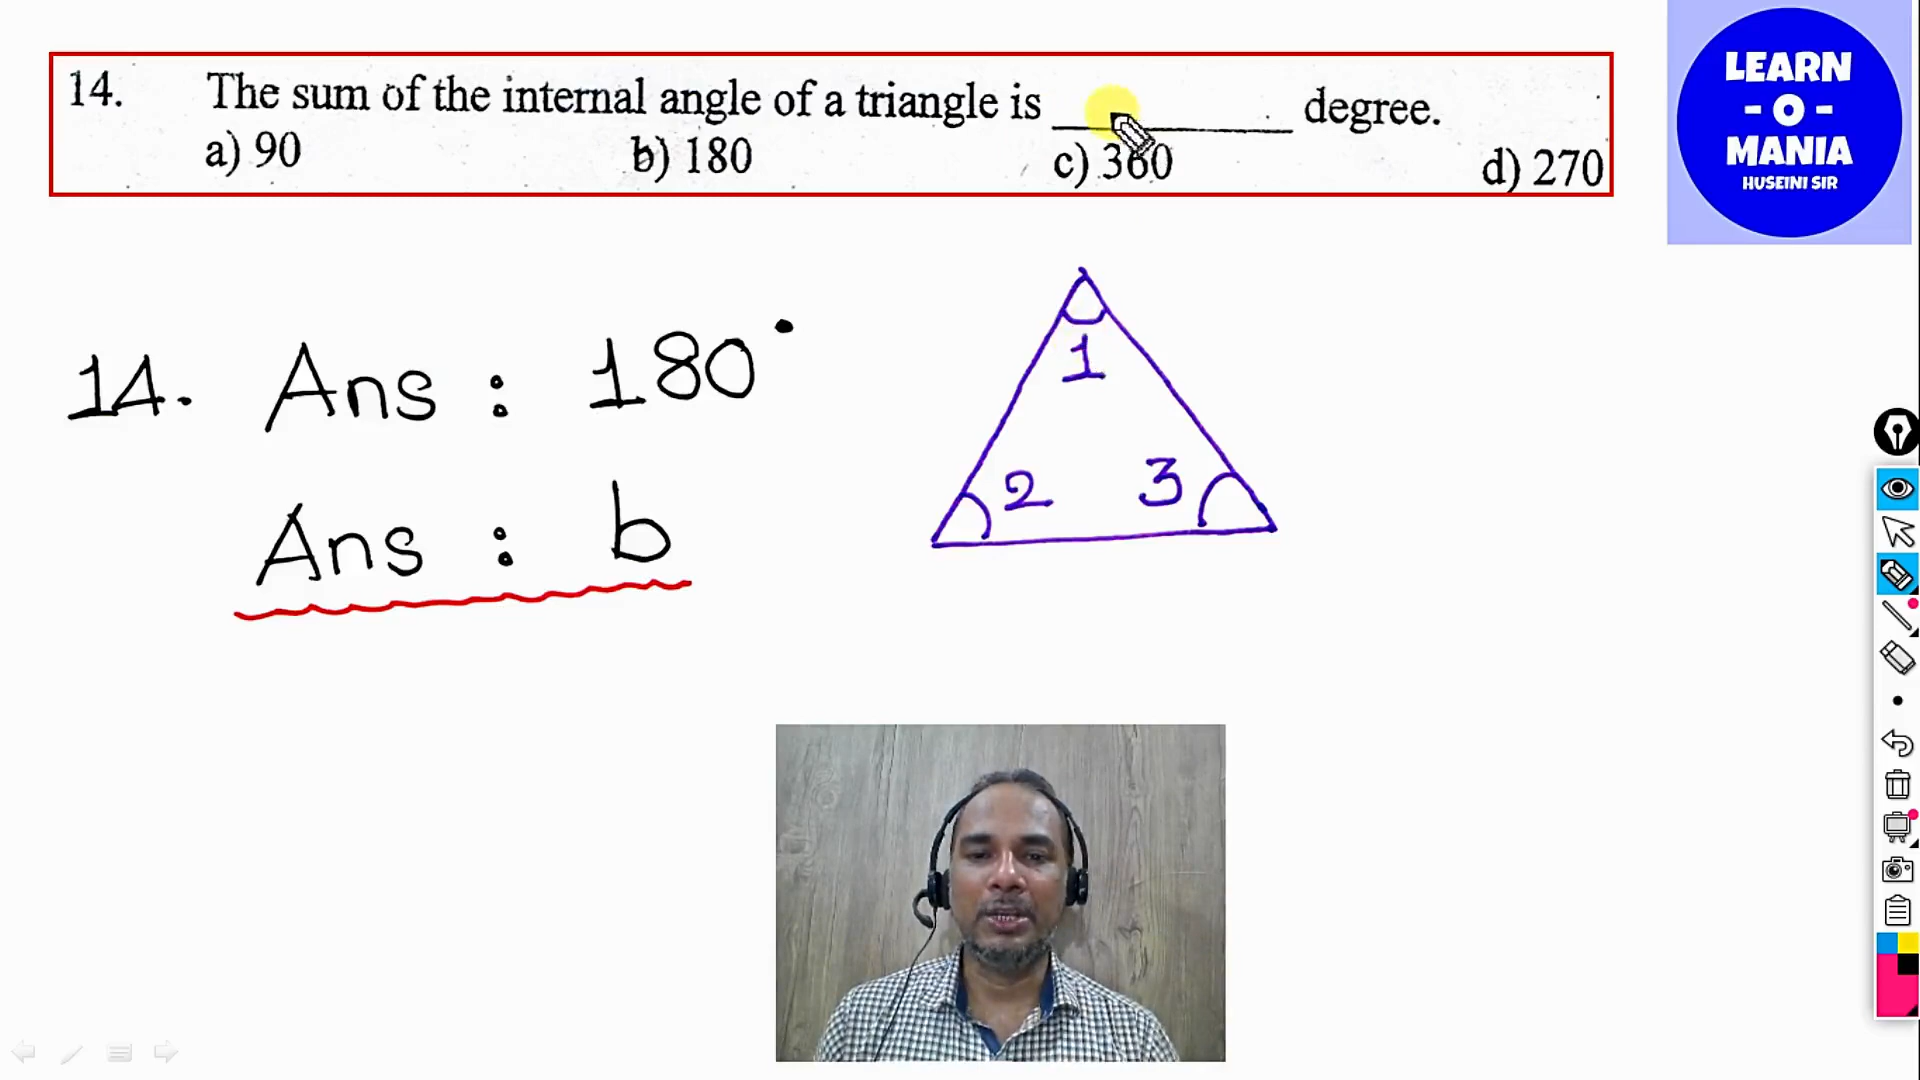 14. The sum of the internal angle of a triangle is __________ degree.
a) 90 b) 180 c) 360 d) 270
LEARN
- O -
MANIA
HUSEINI SIR
14. Ans : 180°
Ans : b
1
2 3